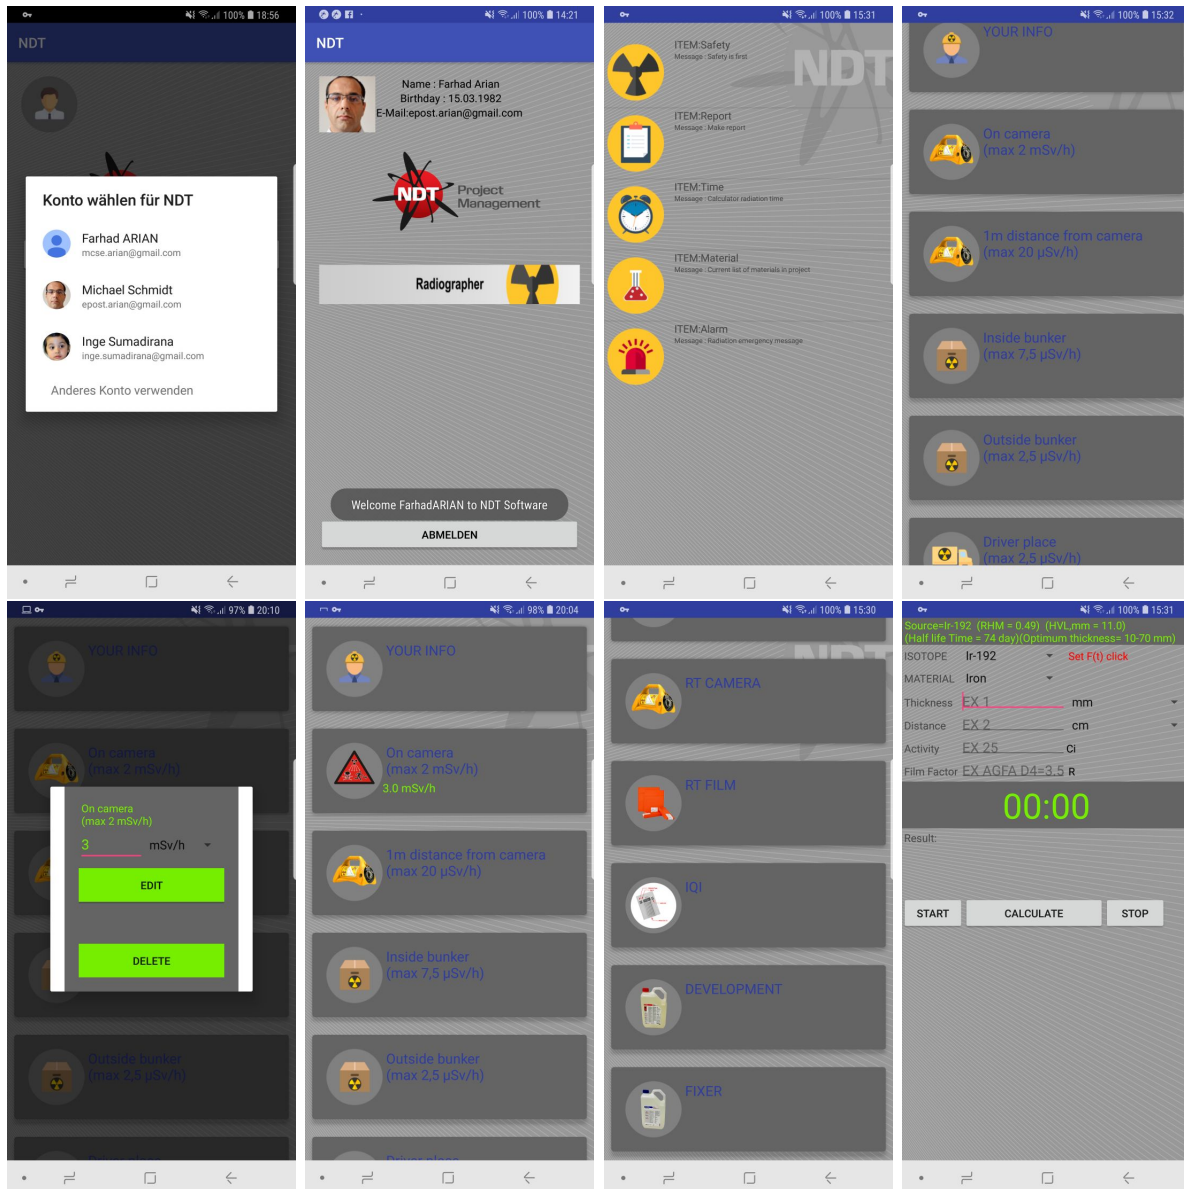 100% 18:56
NDT
Konto wählen für NDT
Farhad ARIAN
mcse.arian@gmail.com
Michael Schmidt
epost.arian@gmail.com
Inge Sumadirana
inge.sumadirana@gmail.com
Anderes Konto verwenden
100% 14:21
NDT
Name : Farhad Arian
Birthday : 15.03.1982
E-Mail:epost.arian@gmail.com
NDT Project
Management
Radiographer
Welcome FarhadARIAN to NDT Software
ABMELDEN
100% 15:31
NDT
ITEM:Safety
Message : Safety is first
ITEM:Report
Message : Make report
ITEM:Time
Message : Calculator radiation time
ITEM:Material
Message : Current list of materials in project
ITEM:Alarm
Message : Radiation emergency message
100% 15:32
YOUR INFO
On camera
(max 2 mSv/h)
1m distance from camera
(max 20 µSv/h)
Inside bunker
(max 7,5 µSv/h)
Outside bunker
(max 2,5 µSv/h)
Driver place
(max 2,5 µSv/h)
97% 20:10
YOUR INFO
On camera
(max 2 mSv/h)
On camera
(max 2 mSv/h)
3 mSv/h
EDIT
DELETE
Outside bunker
(max 2,5 µSv/h)
Driver place
98% 20:04
YOUR INFO
On camera
(max 2 mSv/h)
3.0 mSv/h
1m distance from camera
(max 20 µSv/h)
Inside bunker
(max 7,5 µSv/h)
Outside bunker
(max 2,5 µSv/h)
Driver place
100% 15:30
NDT
RT CAMERA
RT FILM
IQI
DEVELOPMENT
FIXER
100% 15:31
Source=Ir-192 (RHM = 0.49) (HVL,mm = 11.0)
(Half life Time = 74 day)(Optimum thickness= 10-70 mm)
ISOTOPE Ir-192 Set F(t) click
MATERIAL Iron
Thickness EX 1 mm
Distance EX 2 cm
Activity EX 25 Ci
Film Factor EX AGFA D4=3.5 R
00:00
Result:
START CALCULATE STOP